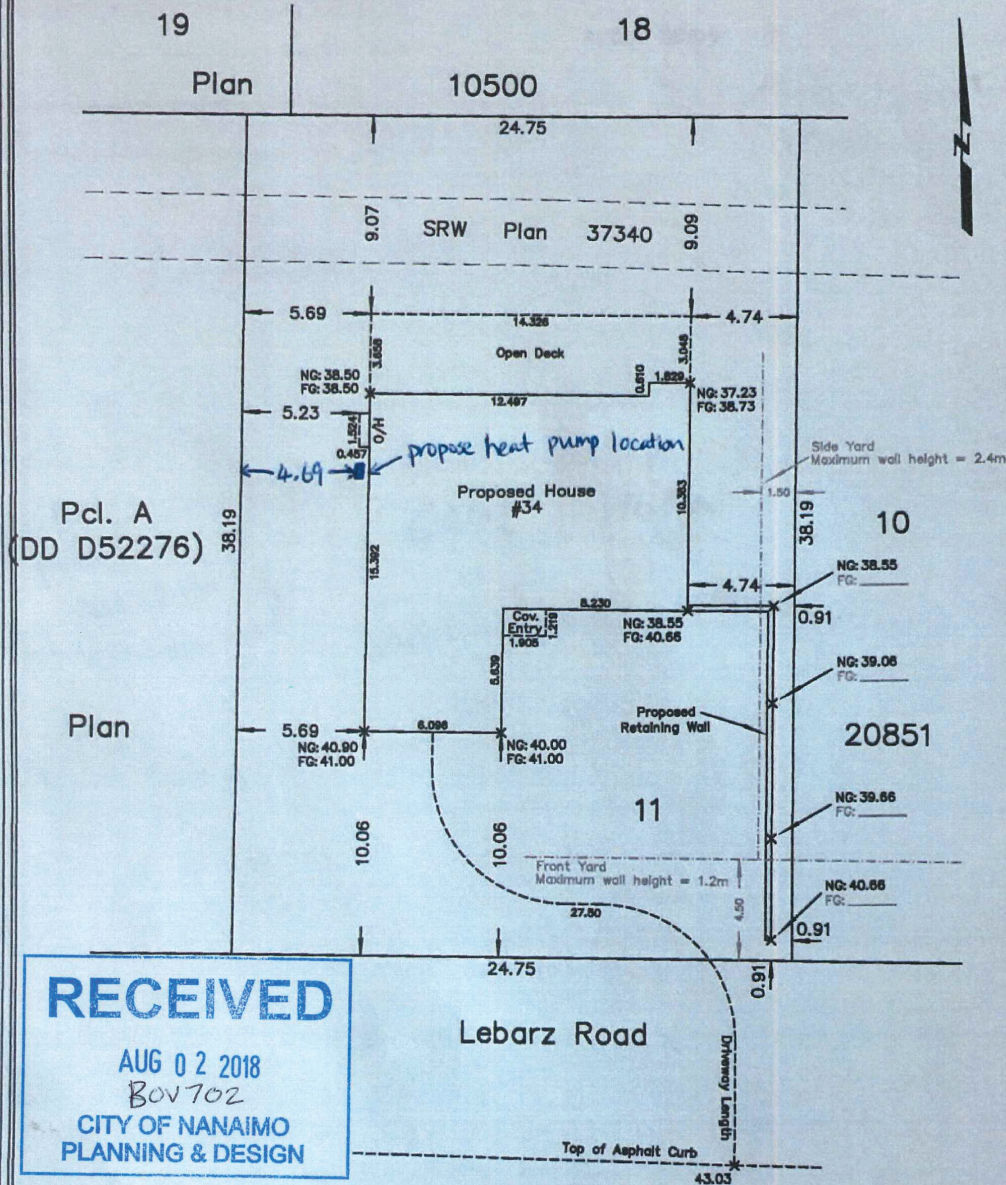 19
18
Plan
10500
24.75
N
9.07
SRW Plan 37340
9.09
5.69
14.326
4.74
3.658
Open Deck
3.048
0.610
1.829
NG: 38.50
FG: 38.50
12.497
NG: 37.23
FG: 38.73
5.23
1.524
O/H
0.457
propose heat pump location
4.69
Side Yard
Maximum wall height = 2.4m
1.50
Proposed House
#34
10.363
Pcl. A
(DD D52276)
38.19
38.19
10
15.392
4.74
NG: 38.55
FG:
0.91
8.230
Cov.
Entry
1.219
1.905
NG: 38.55
FG: 40.66
5.639
NG: 39.06
FG:
Plan
5.69
6.096
Proposed
Retaining Wall
20851
NG: 40.90
FG: 41.00
NG: 40.00
FG: 41.00
11
NG: 39.66
FG:
10.06
10.06
Front Yard
Maximum wall height = 1.2m
4.50
27.50
NG: 40.66
FG:
0.91
24.75
0.91
RECEIVED
AUG 02 2018
BOV702
CITY OF NANAIMO
PLANNING & DESIGN
Lebarz Road
Driveway Length
Top of Asphalt Curb
43.03